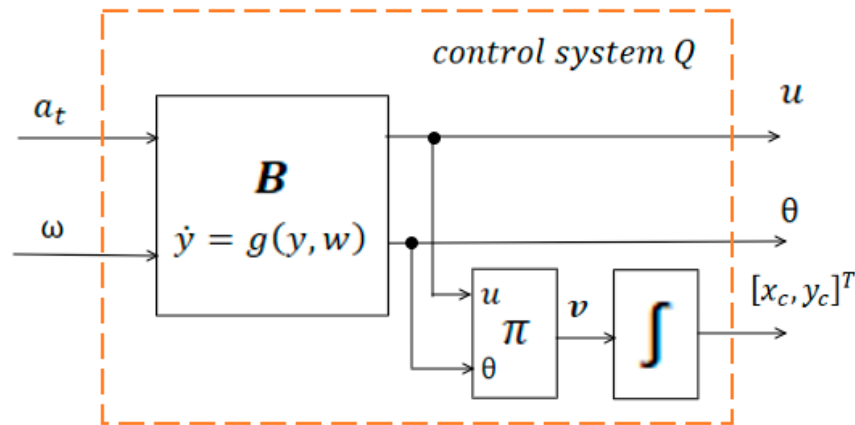 control system Q
u
a_t
B
ω
θ
ẏ = g(y, w)
[x_c, y_c]^T
u
v
π
∫
θ